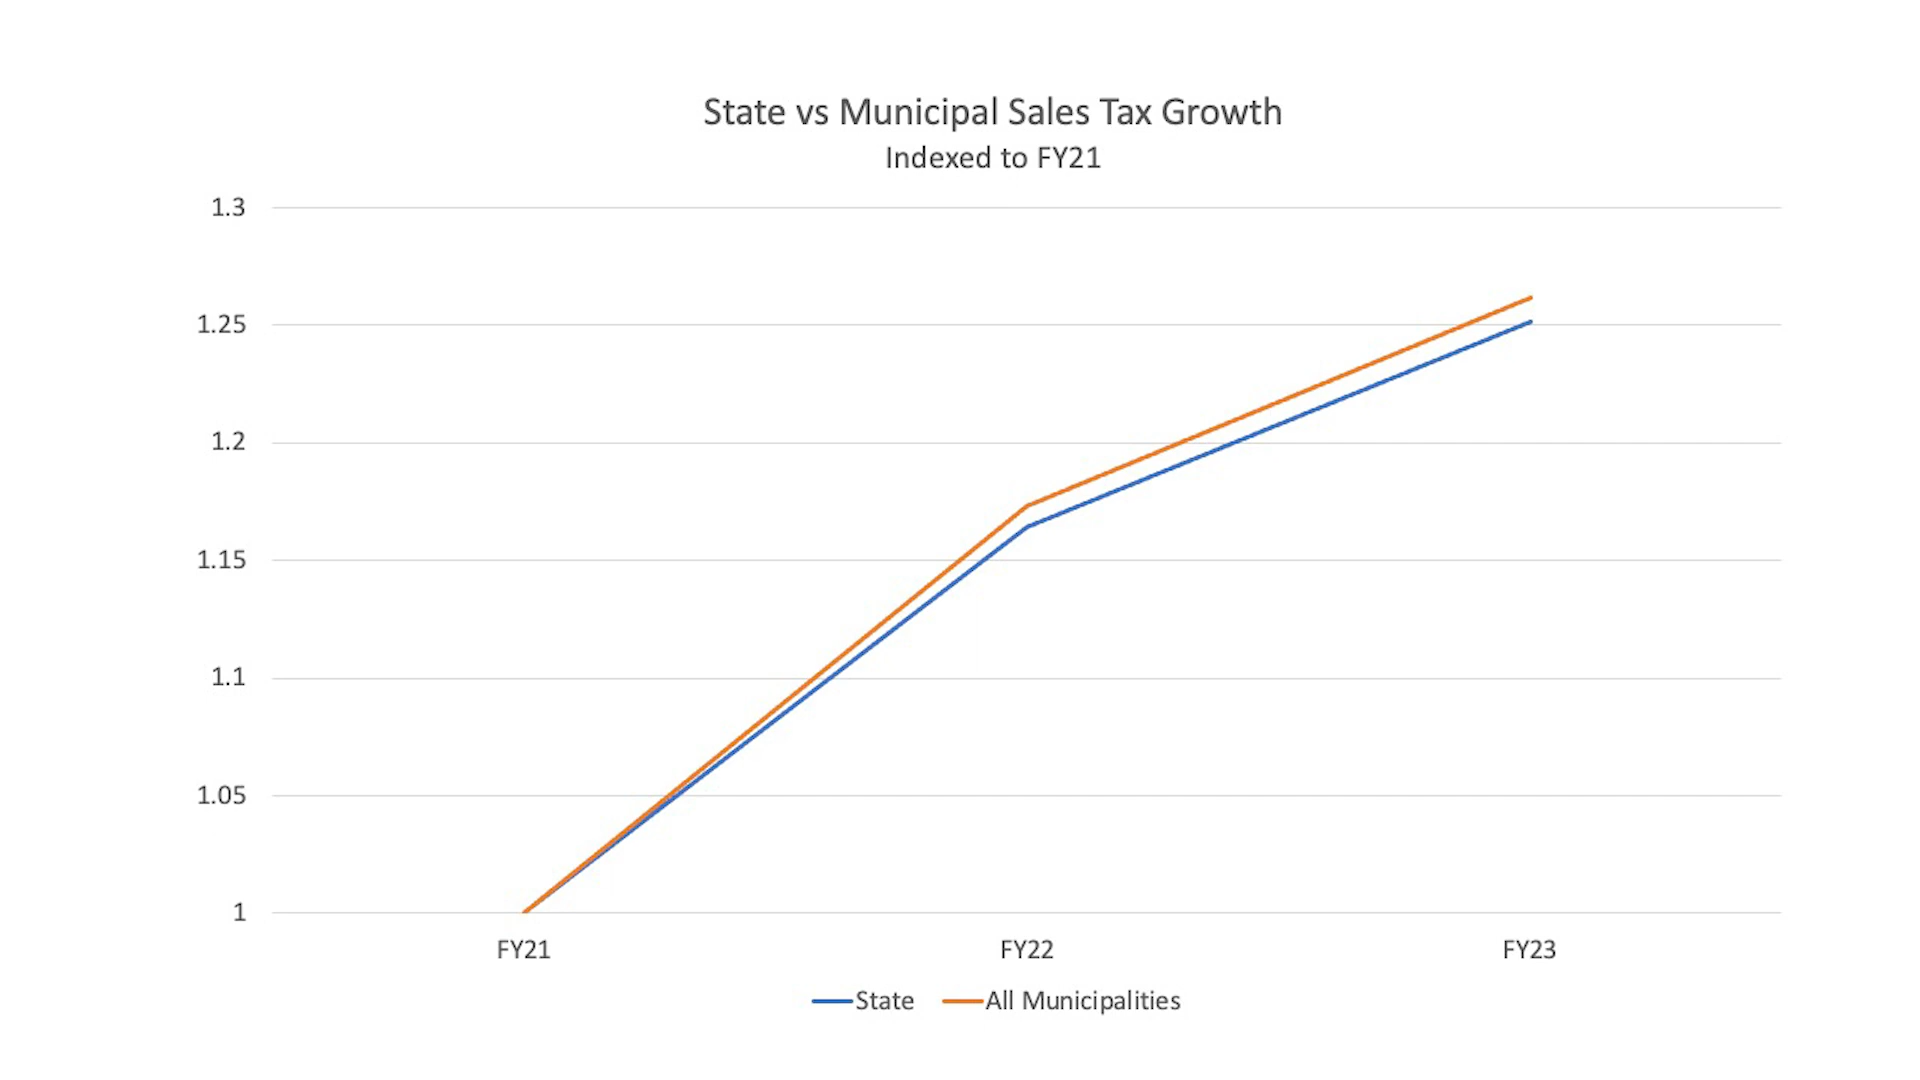 State vs Municipal Sales Tax Growth
Indexed to FY21
1.3
1.25
1.2
1.15
1.1
1.05
1
FY21 FY22 FY23
State All Municipalities